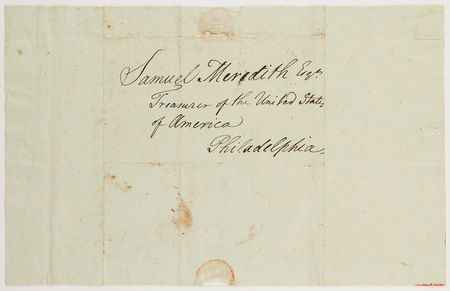 Samuel Meredith Esqr.
Treasurer of the United States
of America
Philadelphia.